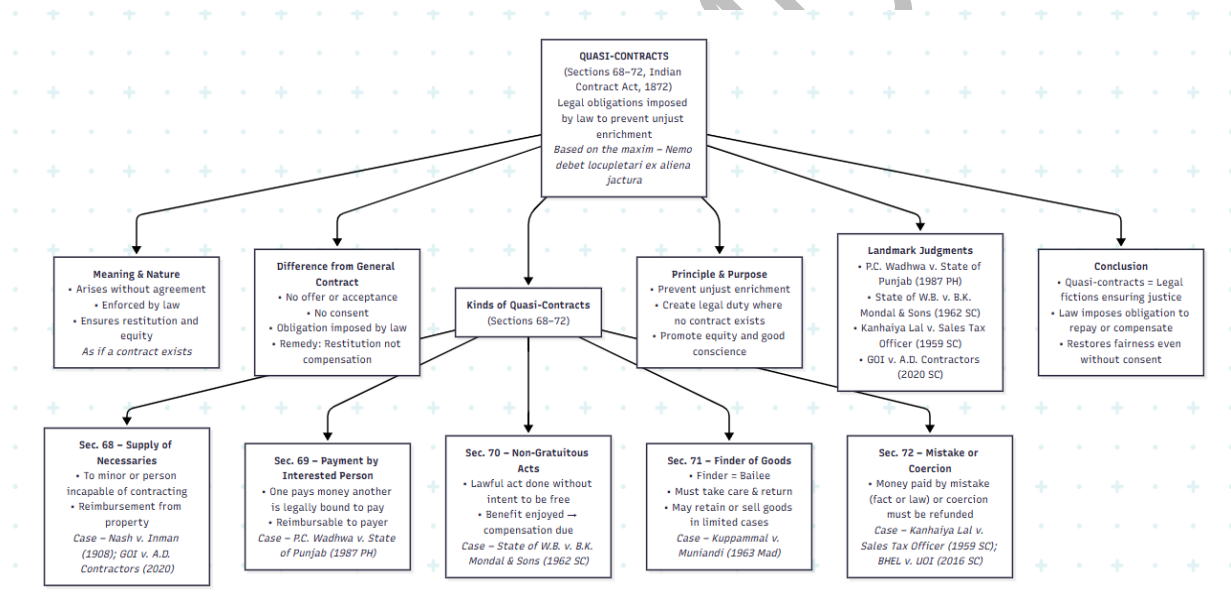 QUASI-CONTRACTS
(Sections 68–72, Indian
Contract Act, 1872)
Legal obligations imposed
by law to prevent unjust
enrichment
Based on the maxim – Nemo
debet locupletari ex aliena
jactura
Meaning & Nature
• Arises without agreement
• Enforced by law
• Ensures restitution and
equity
As if a contract exists
Difference from General
Contract
• No offer or acceptance
• No consent
• Obligation imposed by law
• Remedy: Restitution not
compensation
Kinds of Quasi-Contracts
(Sections 68–72)
Principle & Purpose
• Prevent unjust enrichment
• Create legal duty where
no contract exists
• Promote equity and good
conscience
Landmark Judgments
• P.C. Wadhwa v. State of
Punjab (1987 PH)
• State of W.B. v. B.K.
Mondal & Sons (1962 SC)
• Kanhaiya Lal v. Sales Tax
Officer (1959 SC)
• GOI v. A.D. Contractors
(2020 SC)
Conclusion
• Quasi-contracts = Legal
fictions ensuring justice
• Law imposes obligation to
repay or compensate
• Restores fairness even
without consent
Sec. 68 – Supply of
Necessaries
• To minor or person
incapable of contracting
• Reimbursement from
property
Case – Nash v. Inman
(1908); GOI v. A.D.
Contractors (2020)
Sec. 69 – Payment by
Interested Person
• One pays money another
is legally bound to pay
• Reimbursable to payer
Case – P.C. Wadhwa v. State
of Punjab (1987 PH)
Sec. 70 – Non-Gratuitous
Acts
• Lawful act done without
intent to be free
• Benefit enjoyed →
compensation due
Case – State of W.B. v. B.K.
Mondal & Sons (1962 SC)
Sec. 71 – Finder of Goods
• Finder = Bailee
• Must take care & return
• May retain or sell goods
in limited cases
Case – Kuppammal v.
Muniandi (1963 Mad)
Sec. 72 – Mistake or
Coercion
• Money paid by mistake
(fact or law) or coercion
must be refunded
Case – Kanhaiya Lal v.
Sales Tax Officer (1959 SC);
BHEL v. UOI (2016 SC)